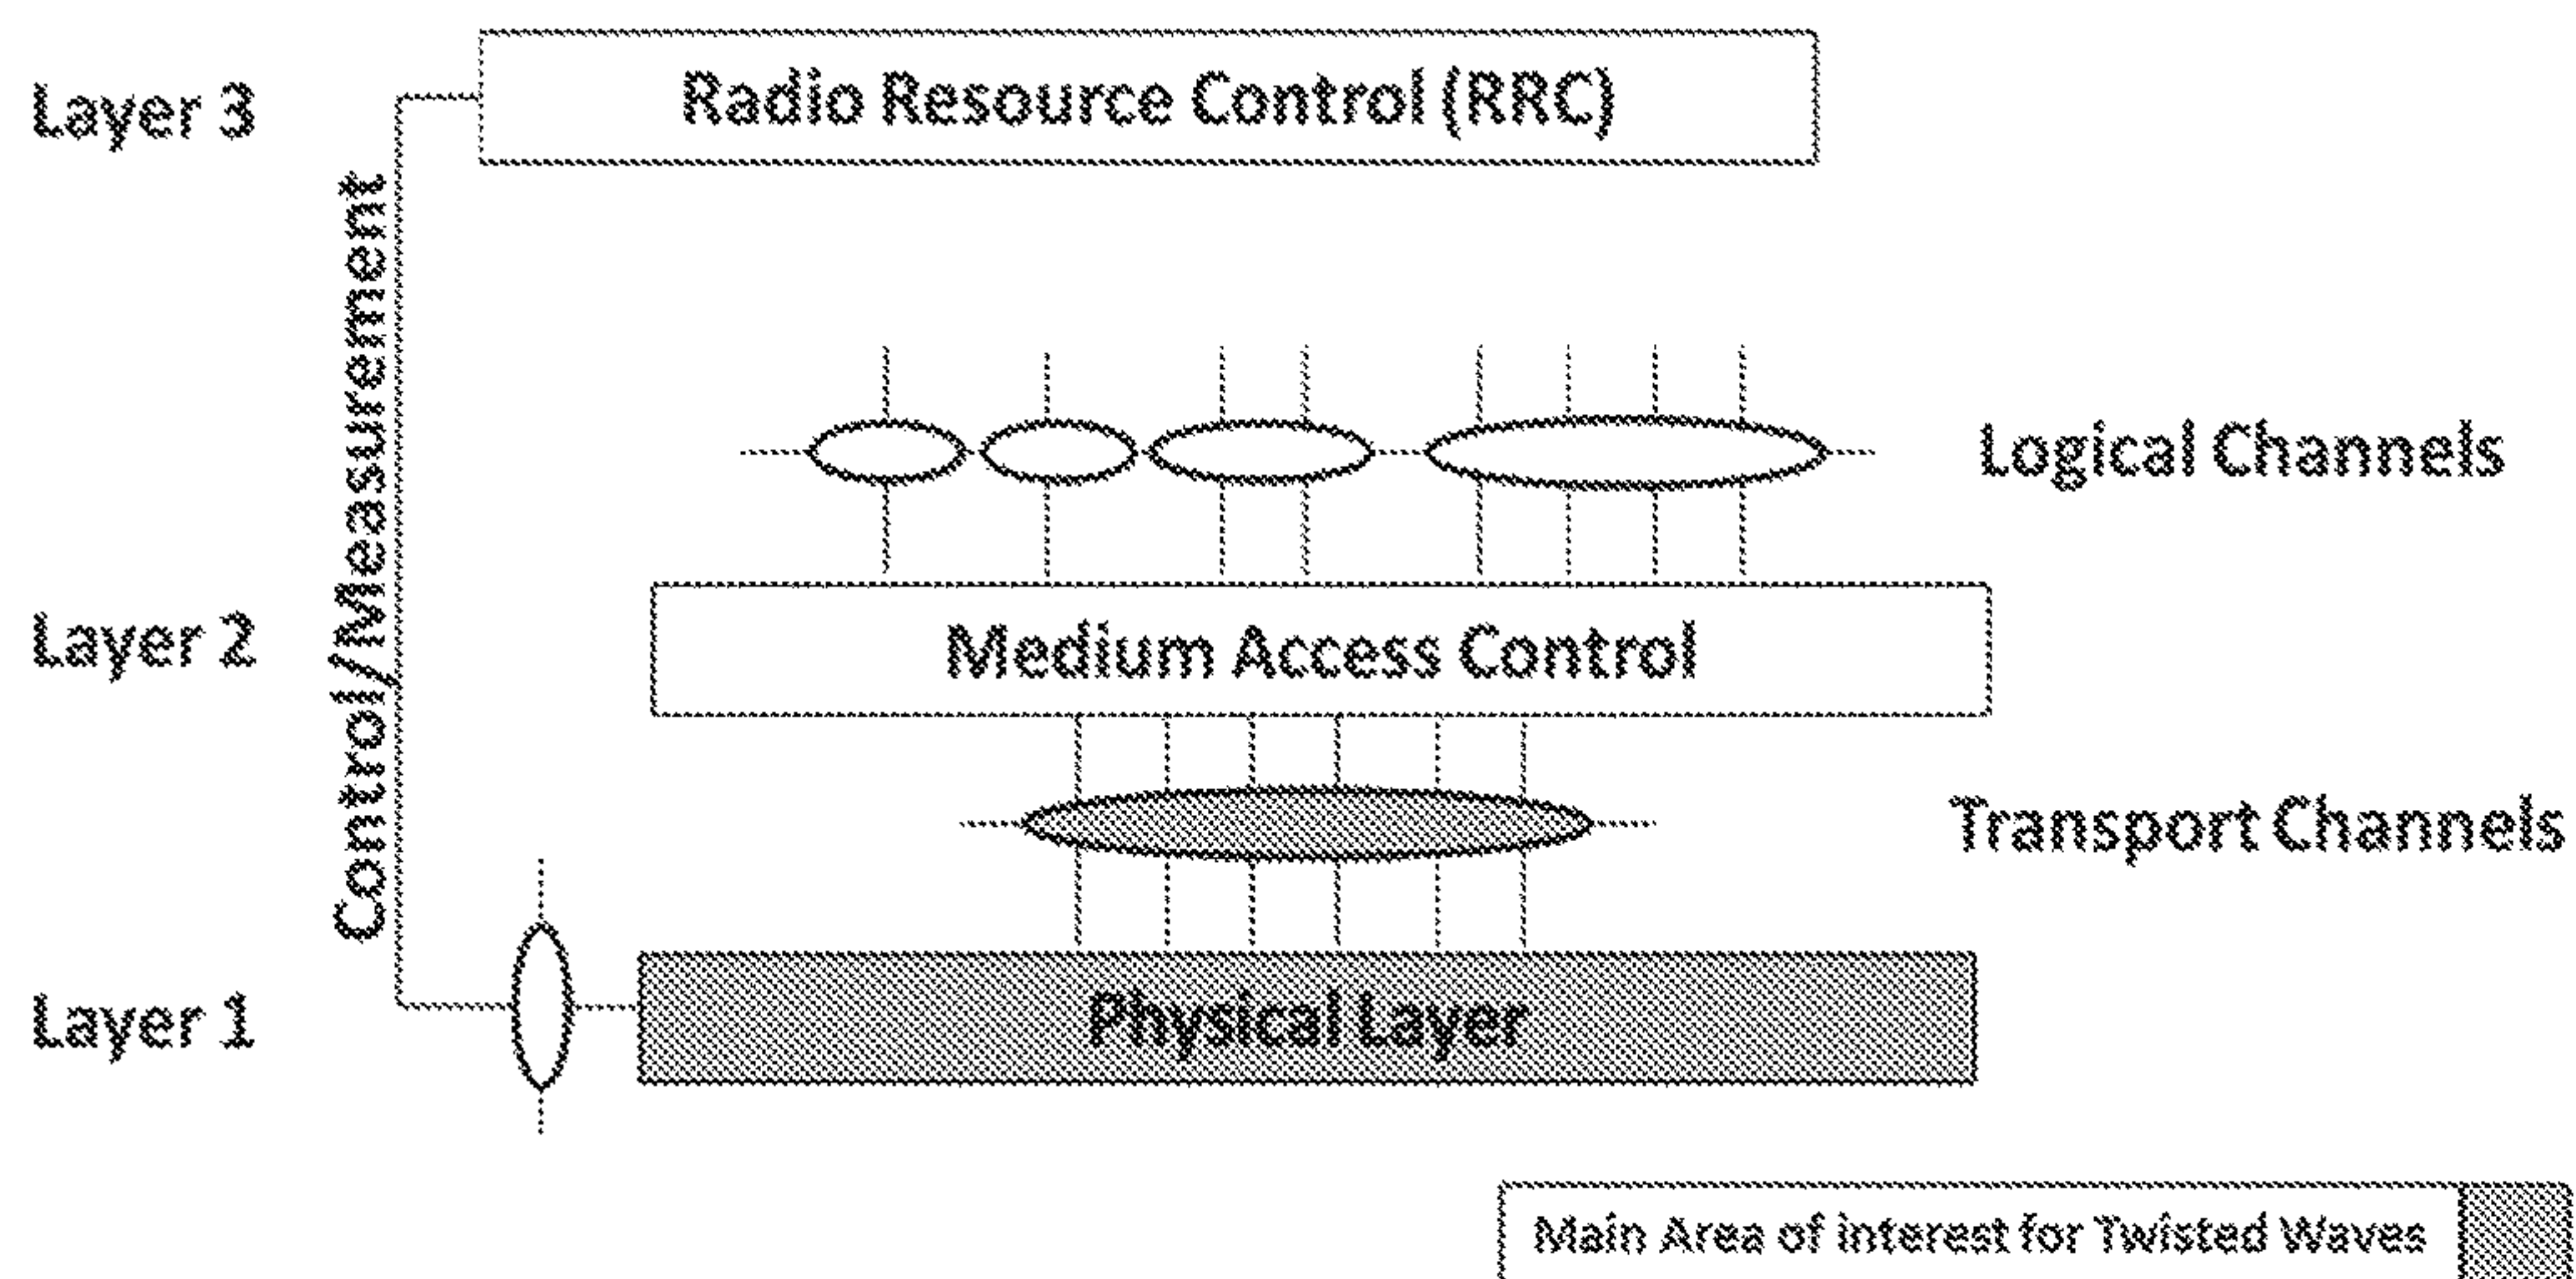 Layer 3
Radio Resource Control (RRC)
Control/Measurement
Logical Channels
Layer 2
Medium Access Control
Transport Channels
Layer 1
Physical Layer
Main Area of interest for Twisted Waves